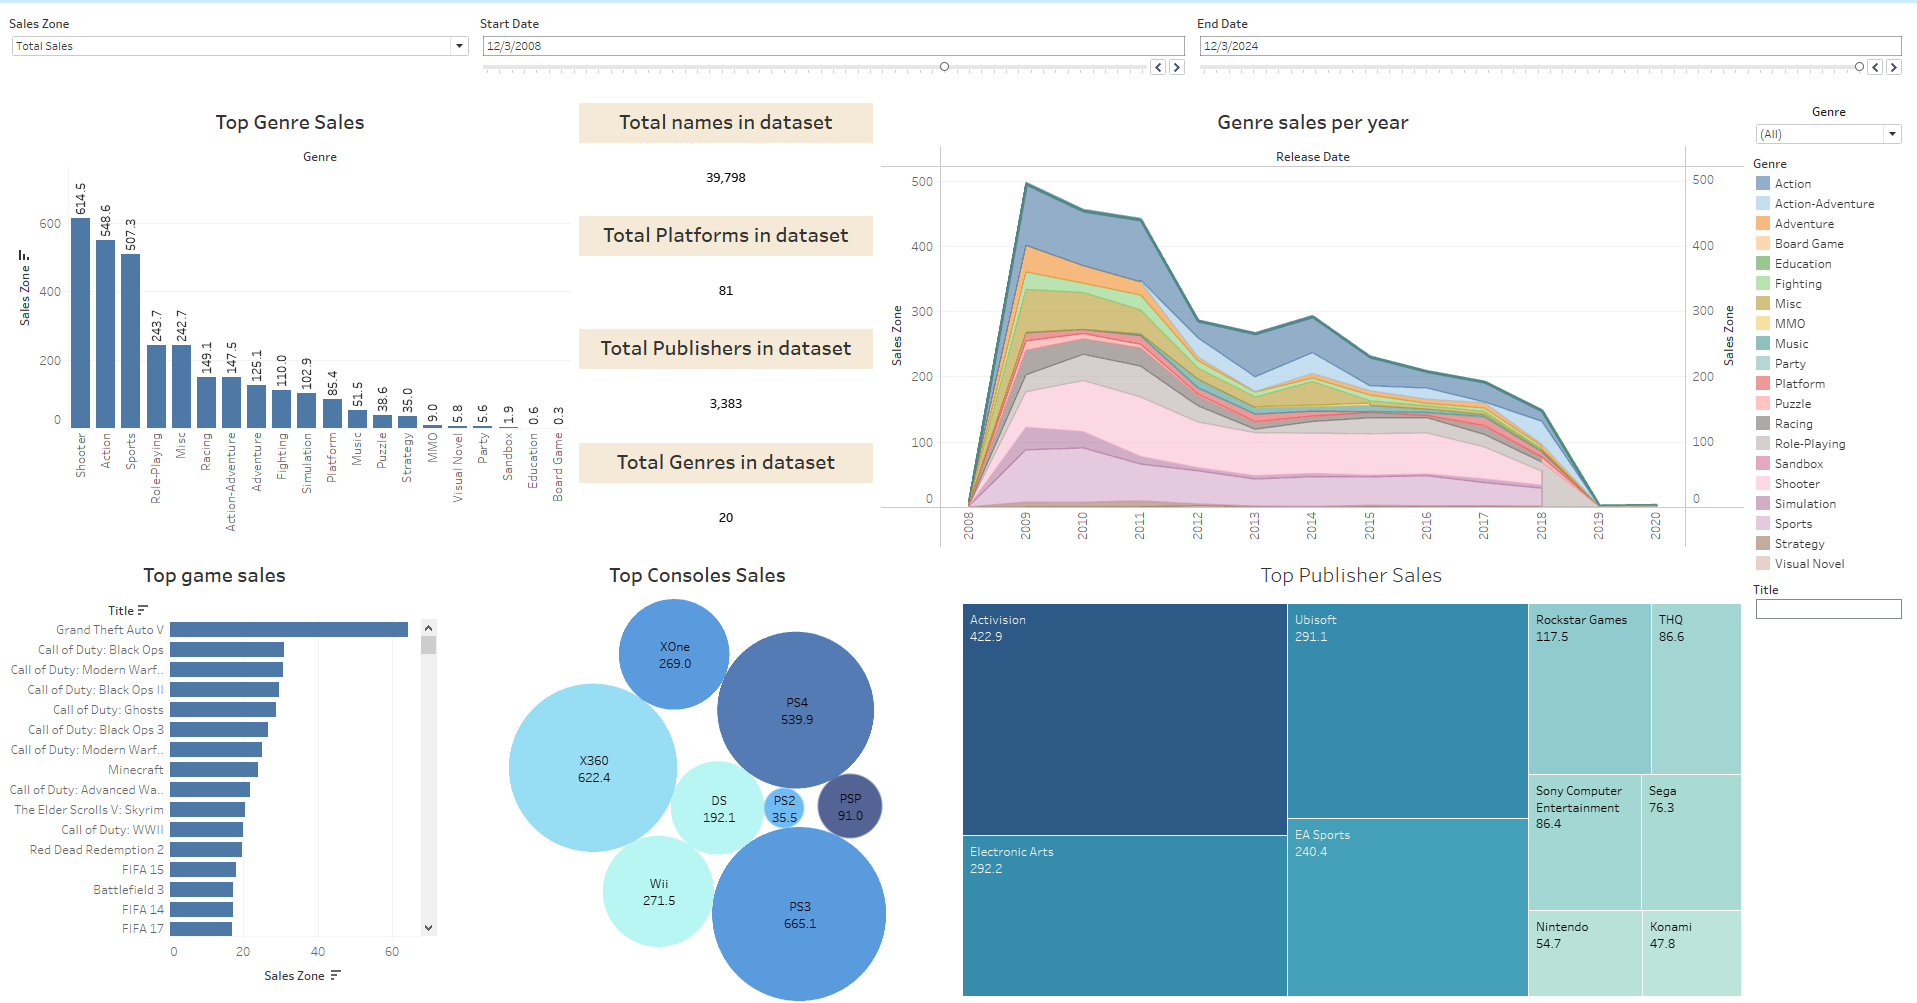 Sales Zone
Total Sales
Start Date
12/3/2008
End Date
12/3/2024
Top Genre Sales
Genre
Sales Zone
600
400
200
0
614.5
548.6
507.3
243.7
242.7
149.1
147.5
125.1
110.0
102.9
85.4
51.5
38.6
35.0
9.0
5.8
5.6
1.9
0.6
0.3
Shooter
Action
Sports
Role-Playing
Misc
Racing
Action-Adventure
Adventure
Fighting
Simulation
Platform
Music
Puzzle
Strategy
MMO
Visual Novel
Party
Sandbox
Education
Board Game
Total names in dataset
39,798
Total Platforms in dataset
81
Total Publishers in dataset
3,383
Total Genres in dataset
20
Genre sales per year
Release Date
Sales Zone
500
400
300
200
100
0
2008
2009
2010
2011
2012
2013
2014
2015
2016
2017
2018
2019
2020
500
400
300
200
100
0
Sales Zone
Genre
(All)
Genre
Action
Action-Adventure
Adventure
Board Game
Education
Fighting
Misc
MMO
Music
Party
Platform
Puzzle
Racing
Role-Playing
Sandbox
Shooter
Simulation
Sports
Strategy
Visual Novel
Title
Top game sales
Title
Grand Theft Auto V
Call of Duty: Black Ops
Call of Duty: Modern Warf..
Call of Duty: Black Ops II
Call of Duty: Ghosts
Call of Duty: Black Ops 3
Call of Duty: Modern Warf..
Minecraft
Call of Duty: Advanced Wa..
The Elder Scrolls V: Skyrim
Call of Duty: WWII
Red Dead Redemption 2
FIFA 15
Battlefield 3
FIFA 14
FIFA 17
0
20
40
60
Sales Zone
Top Consoles Sales
XOne
269.0
PS4
539.9
X360
622.4
DS
192.1
PS2
35.5
PSP
91.0
Wii
271.5
PS3
665.1
Top Publisher Sales
Activision
422.9
Electronic Arts
292.2
Ubisoft
291.1
EA Sports
240.4
Rockstar Games
117.5
THQ
86.6
Sony Computer
Entertainment
86.4
Sega
76.3
Nintendo
54.7
Konami
47.8